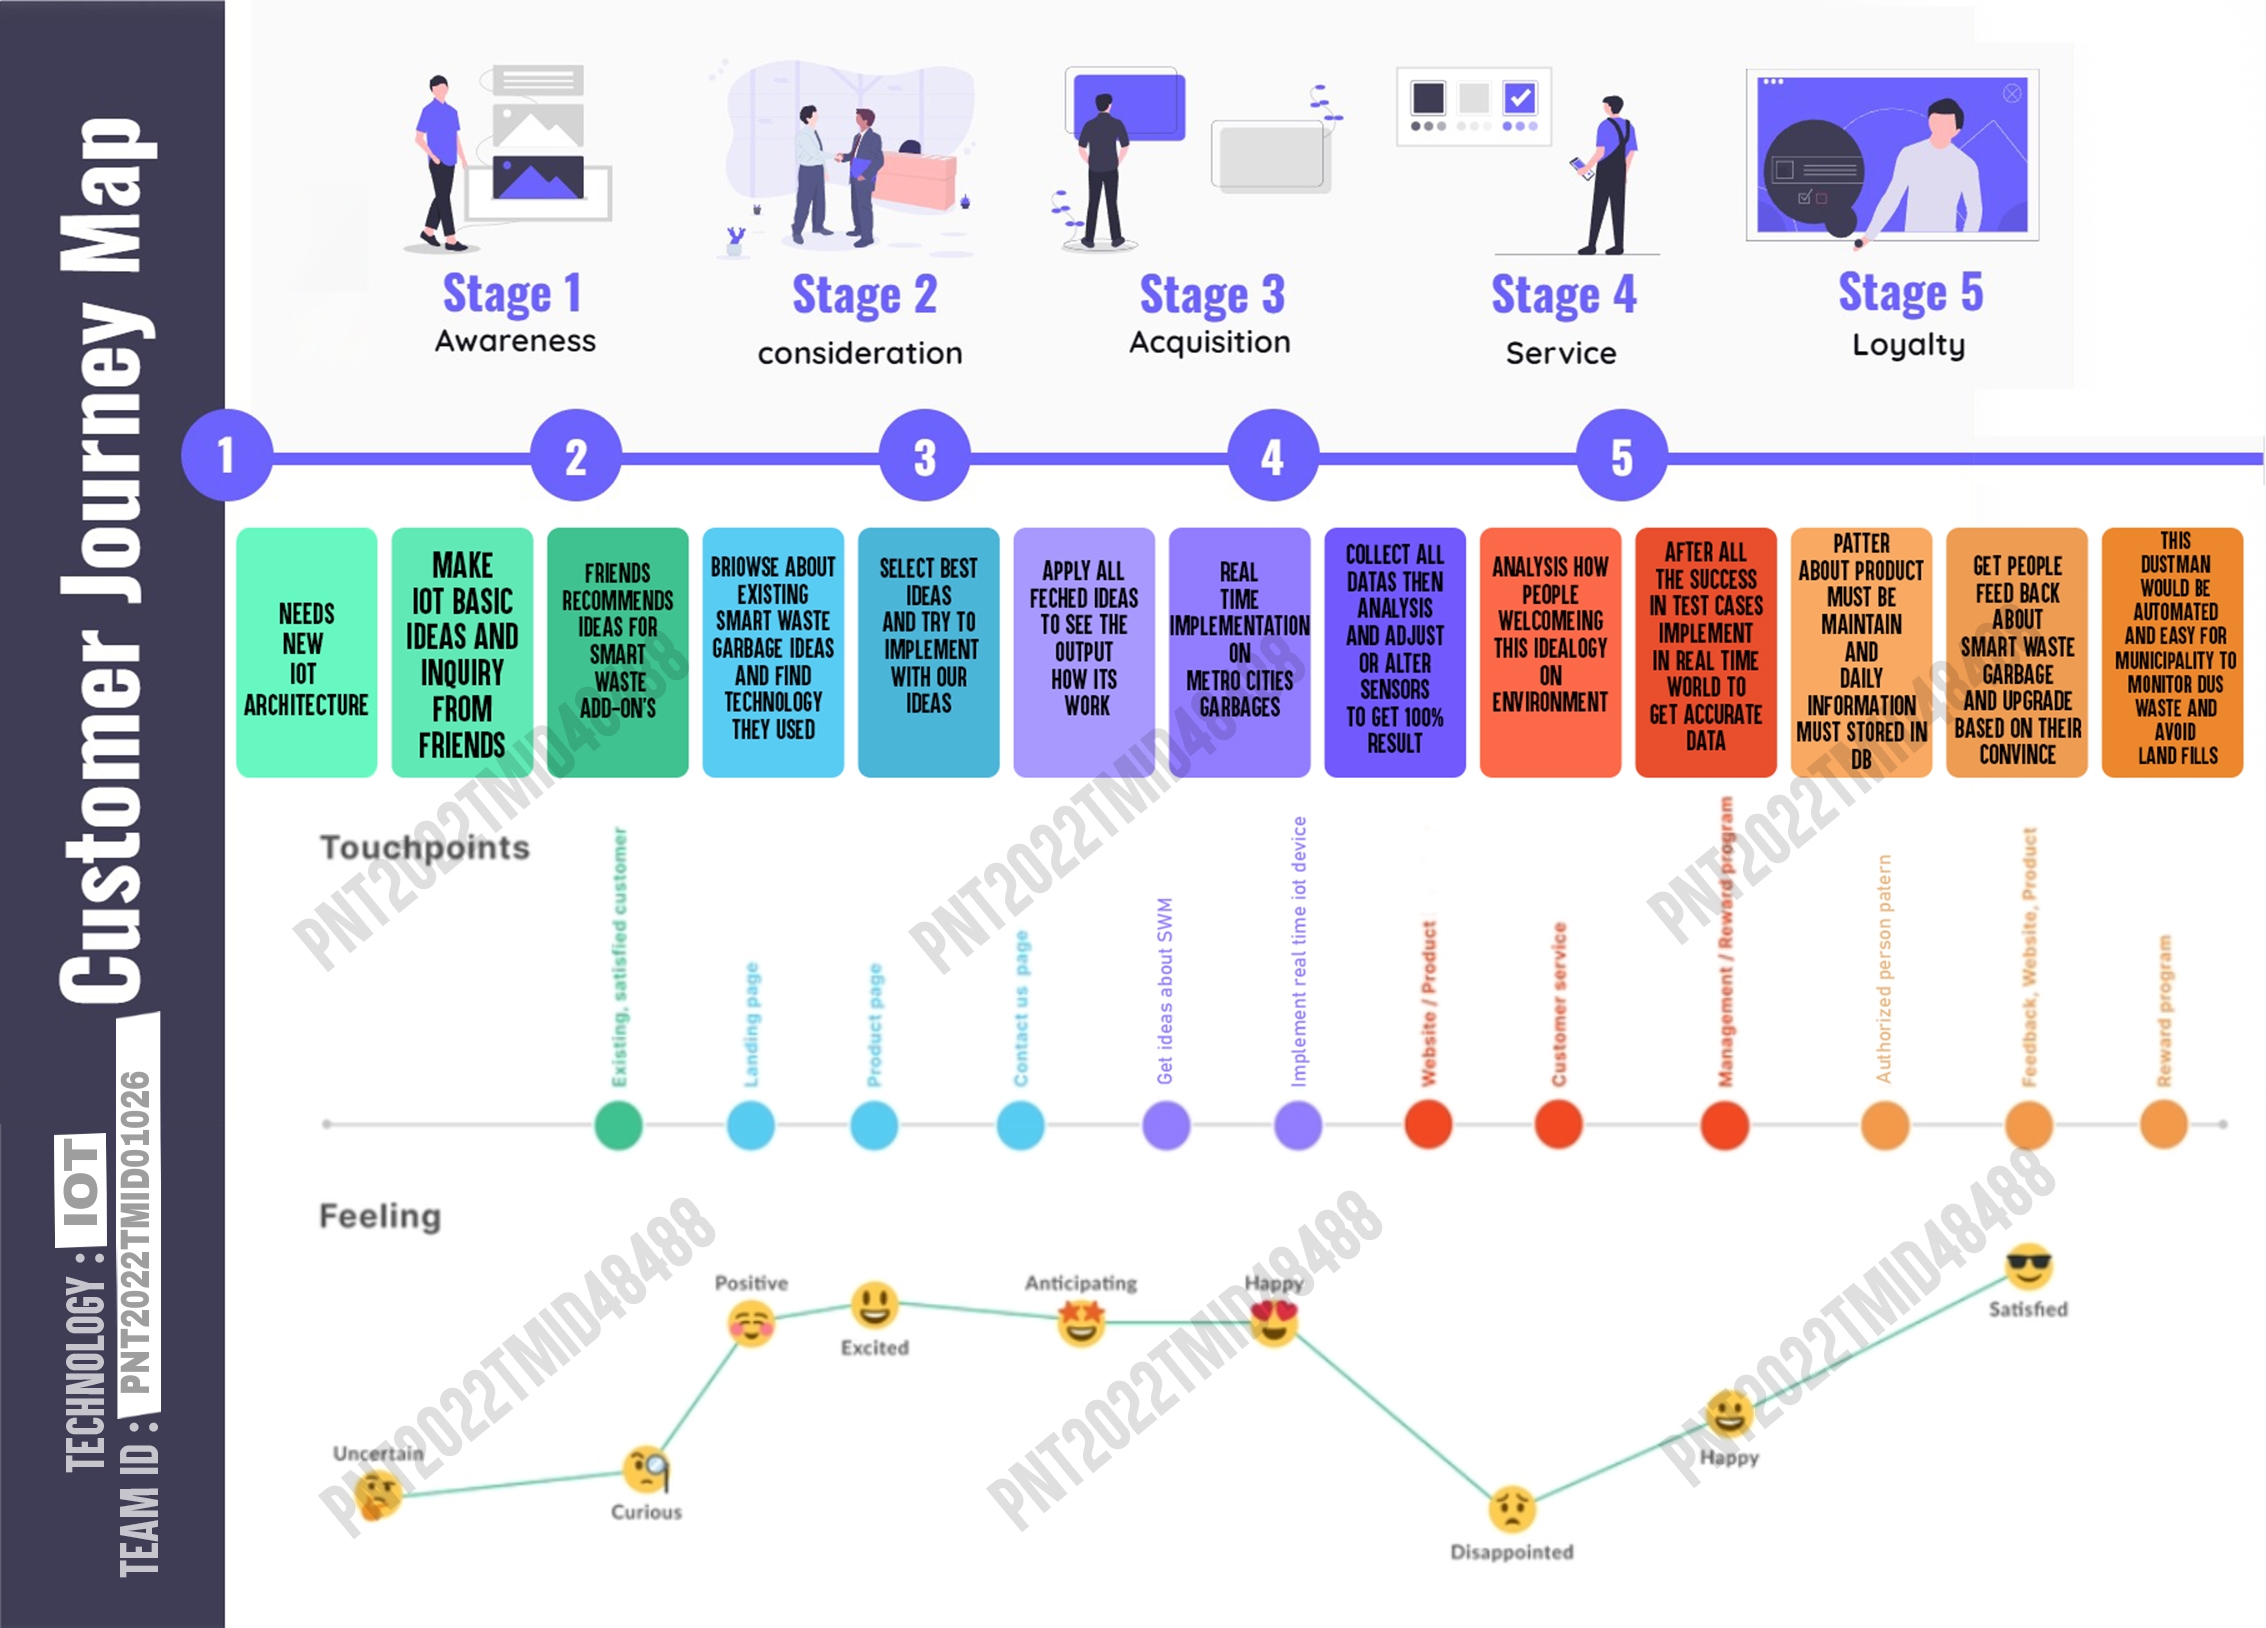 Customer Journey Map
TECHNOLOGY : IOT
TEAM ID : PNT2022TMID01026
Stage 1
Awareness
Stage 2
consideration
Stage 3
Acquisition
Stage 4
Service
Stage 5
Loyalty
1
2
3
4
5
NEEDS
NEW
IOT
ARCHITECTURE
MAKE
IOT BASIC
IDEAS AND
INQUIRY
FROM
FRIENDS
FRIENDS
RECOMMENDS
IDEAS FOR
SMART
WASTE
ADD-ON'S
BRIOWSE ABOUT
EXISTING
SMART WASTE
GARBAGE IDEAS
AND FIND
TECHNOLOGY
THEY USED
SELECT BEST
IDEAS
AND TRY TO
IMPLEMENT
WITH OUR
IDEAS
APPLY ALL
FECHED IDEAS
TO SEE THE
OUTPUT
HOW ITS
WORK
REAL
TIME
IMPLEMENTATION
ON
METRO CITIES
GARBAGES
COLLECT ALL
DATAS THEN
ANALYSIS
AND ADJUST
OR ALTER
SENSORS
TO GET 100%
RESULT
ANALYSIS HOW
PEOPLE
WELCOMEING
THIS IDEALOGY
ON
ENVIRONMENT
AFTER ALL
THE SUCCESS
IN TEST CASES
IMPLEMENT
IN REAL TIME
WORLD TO
GET ACCURATE
DATA
PATTER
ABOUT PRODUCT
MUST BE
MAINTAIN
AND
DAILY
INFORMATION
MUST STORED IN
DB
GET PEOPLE
FEED BACK
ABOUT
SMART WASTE
GARBAGE
AND UPGRADE
BASED ON THEIR
CONVINCE
THIS
DUSTMAN
WOULD BE
AUTOMATED
AND EASY FOR
MUNICIPALITY TO
MONITOR DUS
WASTE AND
AVOID
LAND FILLS
Touchpoints
Existing, satisfied customer
Landing page
Product page
Contact us page
Get ideas about SWM
Implement real time iot device
Website / Product
Customer service
Management / Reward program
Authorized person patern
Feedback, Website, Product
Reward program
PNT2022TMID48488
PNT2022TMID48488
PNT2022TMID48488
Feeling
Uncertain
Curious
Positive
Excited
Anticipating
Happy
Disappointed
Happy
Satisfied
PNT2022TMID48488
PNT2022TMID48488
PNT2022TMID48488